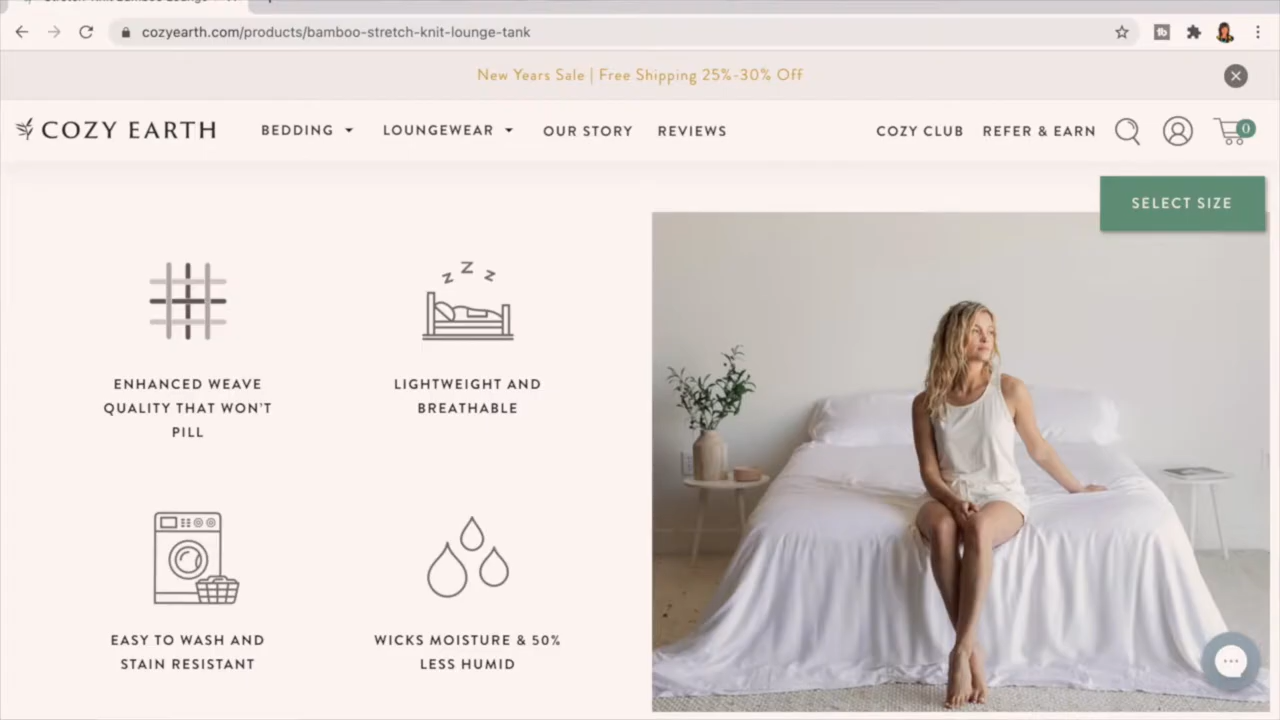 cozyearth.com/products/bamboo-stretch-knit-lounge-tank
New Years Sale | Free Shipping 25%-30% Off
COZY EARTH
BEDDING
LOUNGEWEAR
OUR STORY
REVIEWS
COZY CLUB
REFER & EARN
0
SELECT SIZE
Z Z Z
ENHANCED WEAVE
QUALITY THAT WON'T
PILL
LIGHTWEIGHT AND
BREATHABLE
EASY TO WASH AND
STAIN RESISTANT
WICKS MOISTURE & 50%
LESS HUMID